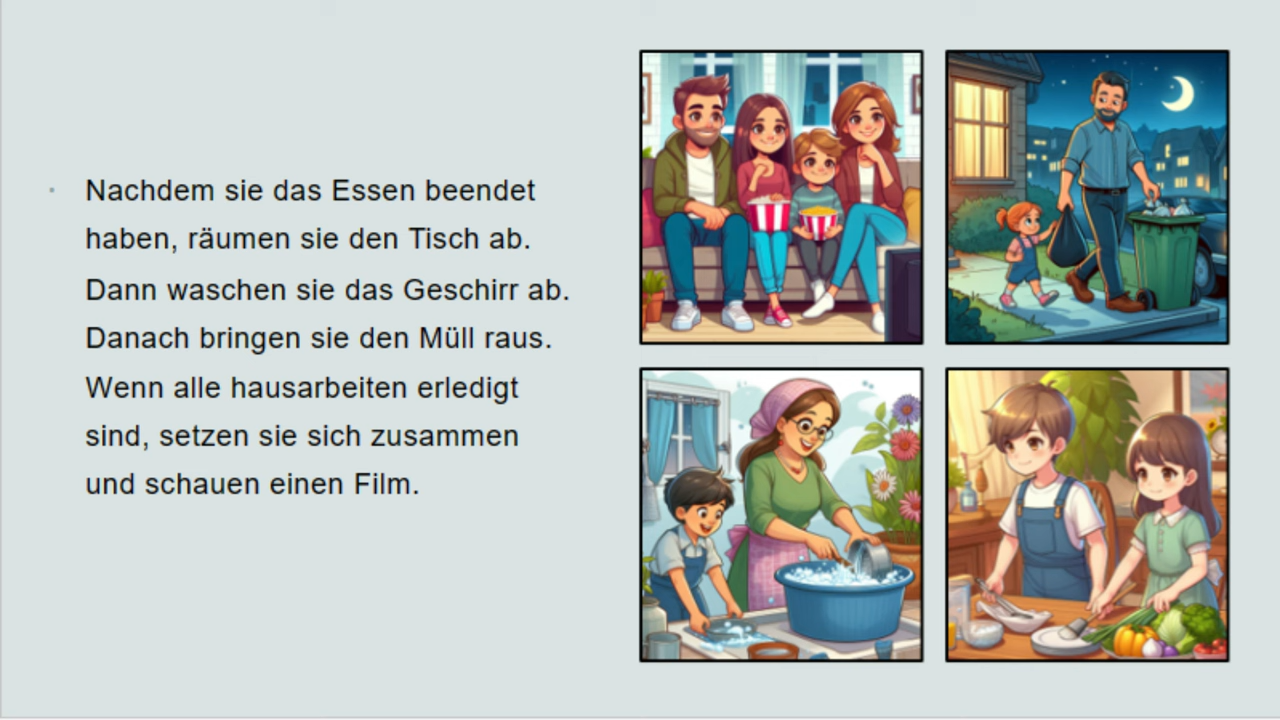 Nachdem sie das Essen beendet
haben, räumen sie den Tisch ab.
Dann waschen sie das Geschirr ab.
Danach bringen sie den Müll raus.
Wenn alle hausarbeiten erledigt
sind, setzen sie sich zusammen
und schauen einen Film.